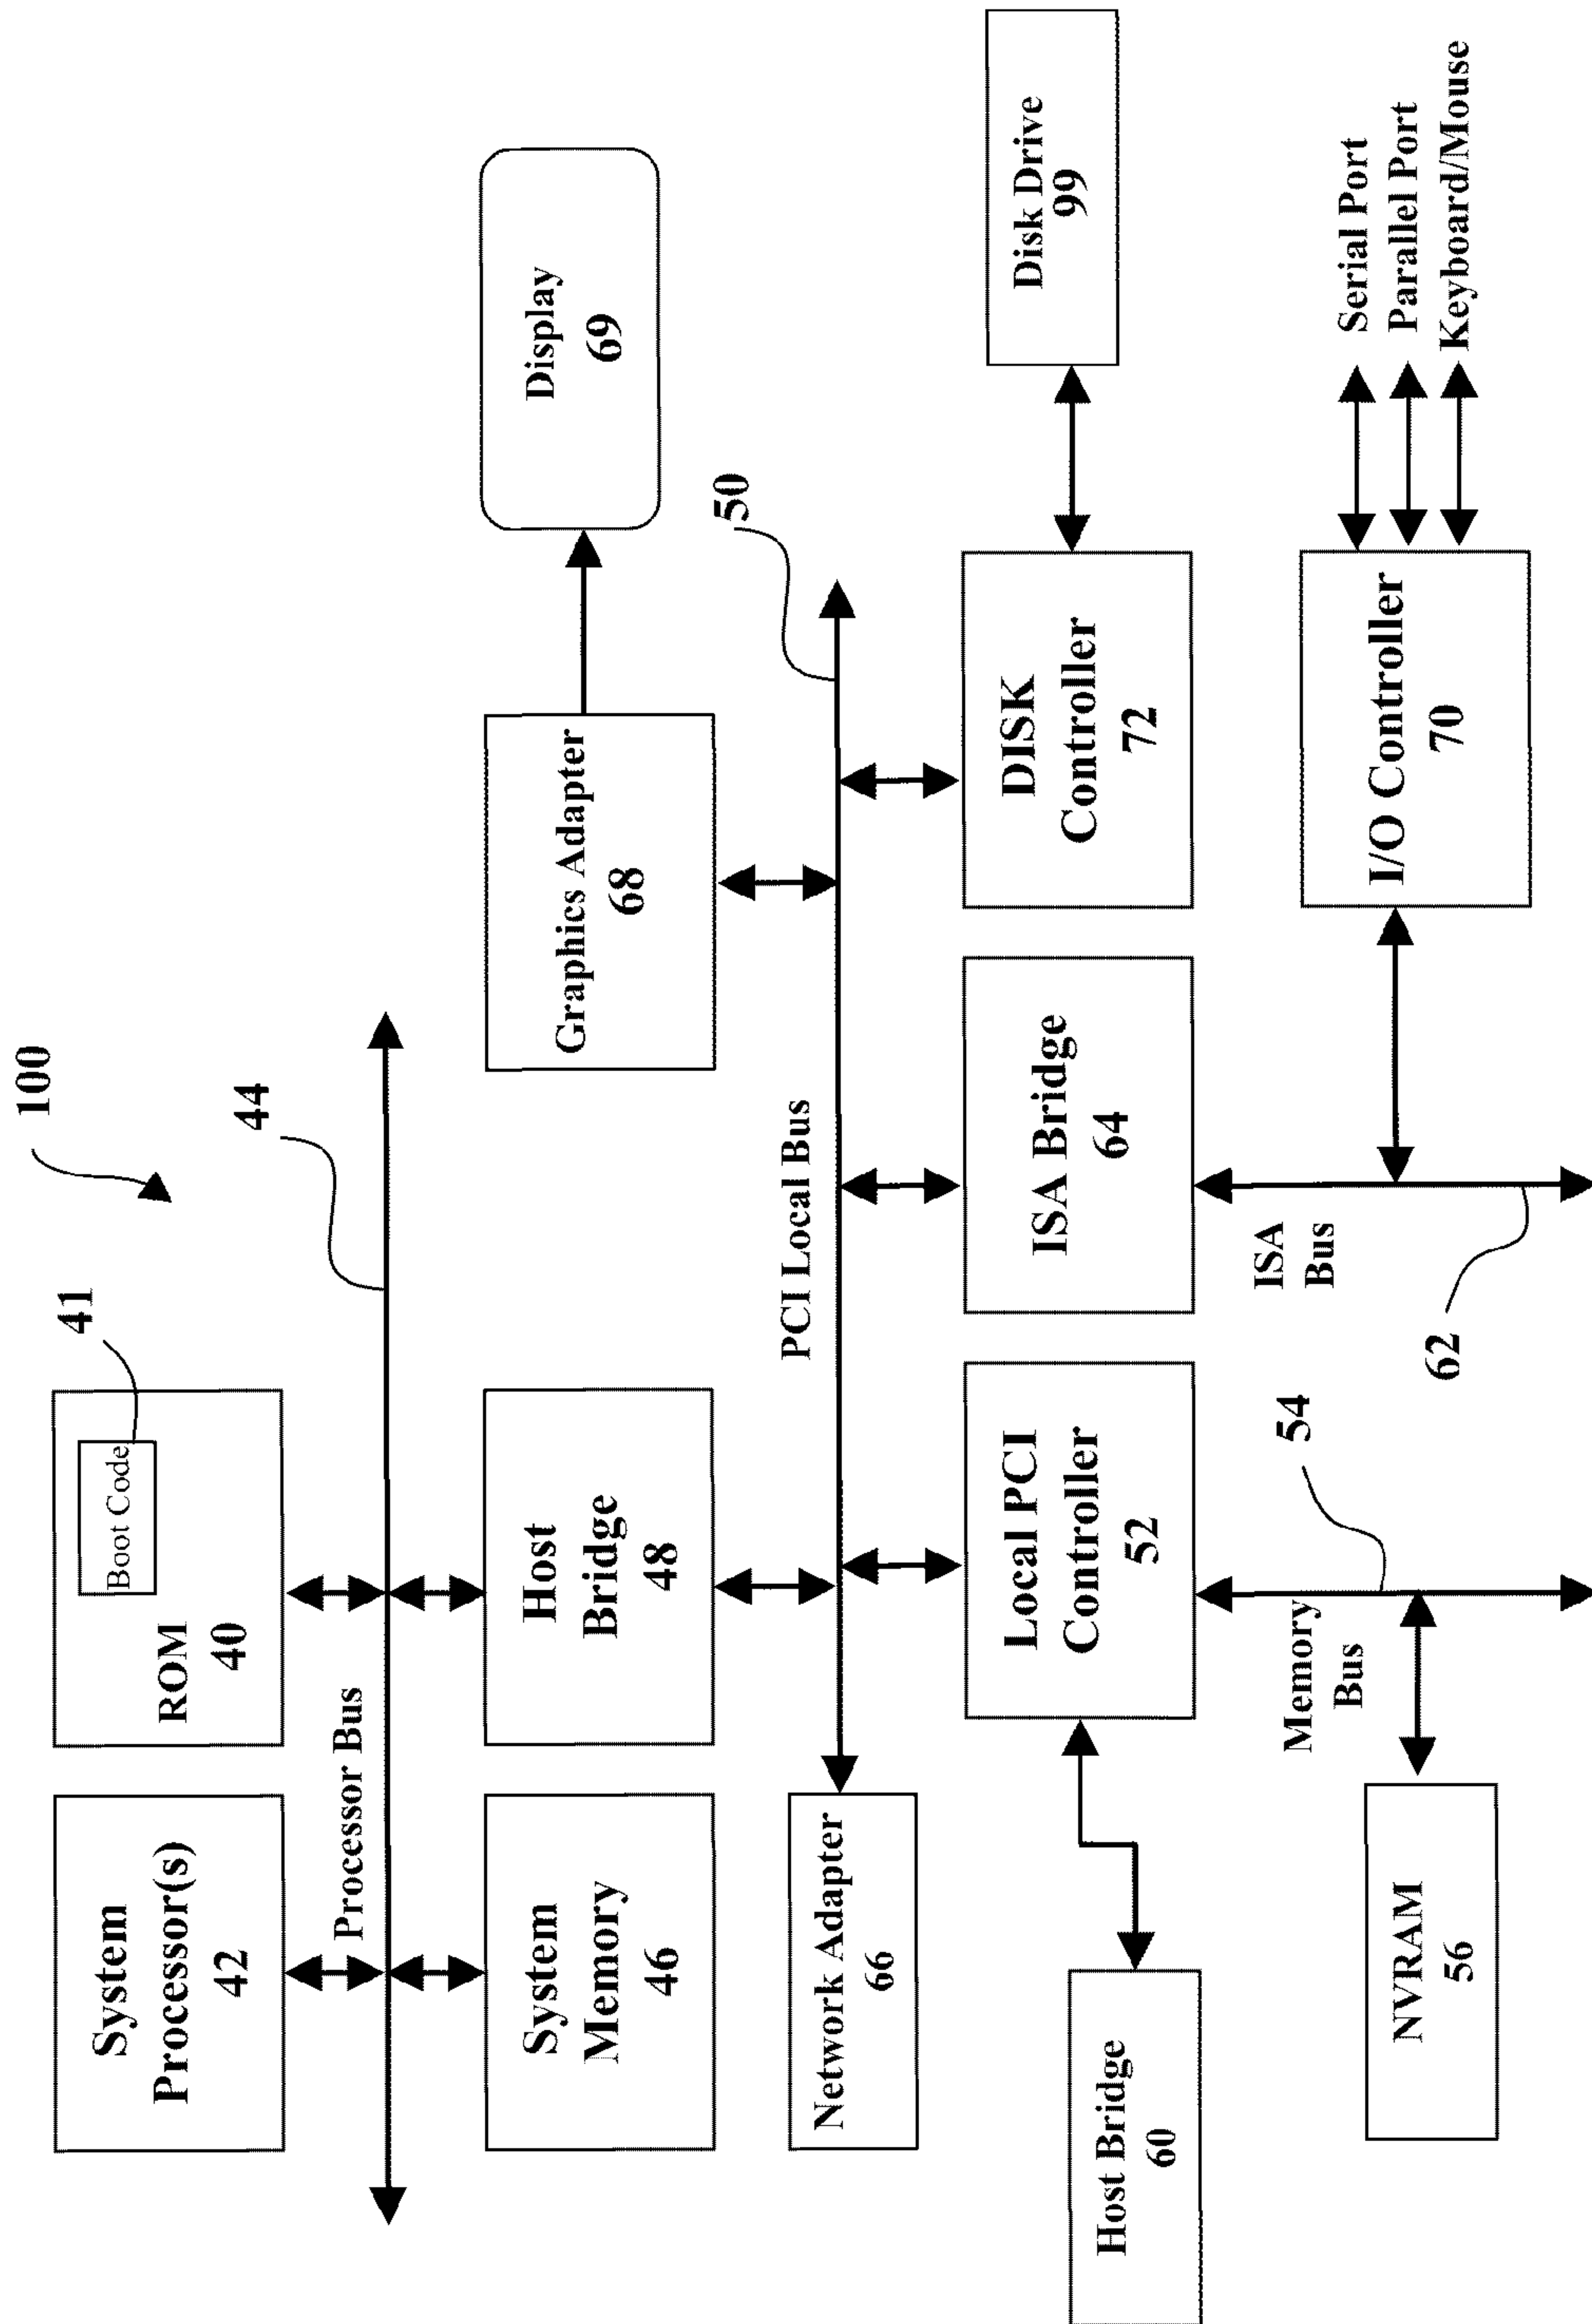 100
System
Processor(s)
42
Boot Code
41
ROM
40
Processor Bus
44
System
Memory
46
Host
Bridge
48
Graphics Adapter
68
Display
69
Network Adapter
66
PCI Local Bus
50
Host Bridge
60
Local PCI
Controller
52
ISA Bridge
64
DISK
Controller
72
Disk Drive
99
Memory
Bus
54
ISA
Bus
62
NVRAM
56
I/O Controller
70
Serial Port
Parallel Port
Keyboard/Mouse